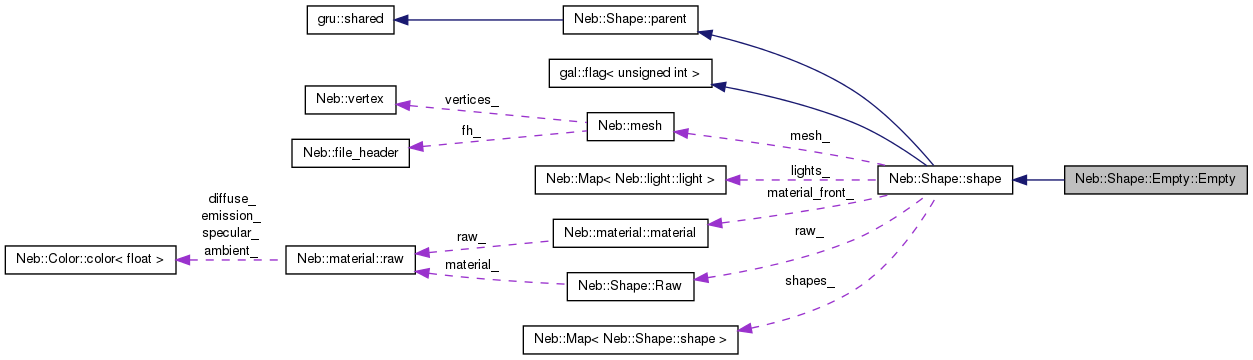 gru::shared
Neb::Shape::parent
gal::flag< unsigned int >
Neb::vertex
vertices_
Neb::mesh
fh_
mesh_
Neb::file_header
Neb::Map< Neb::light::light >
lights_
Neb::Shape::shape
Neb::Shape::Empty::Empty
material_front_
diffuse_
emission_
specular_
ambient_
Neb::Color::color< float >
Neb::material::raw
raw_
Neb::material::material
raw_
material_
Neb::Shape::Raw
shapes_
Neb::Map< Neb::Shape::shape >